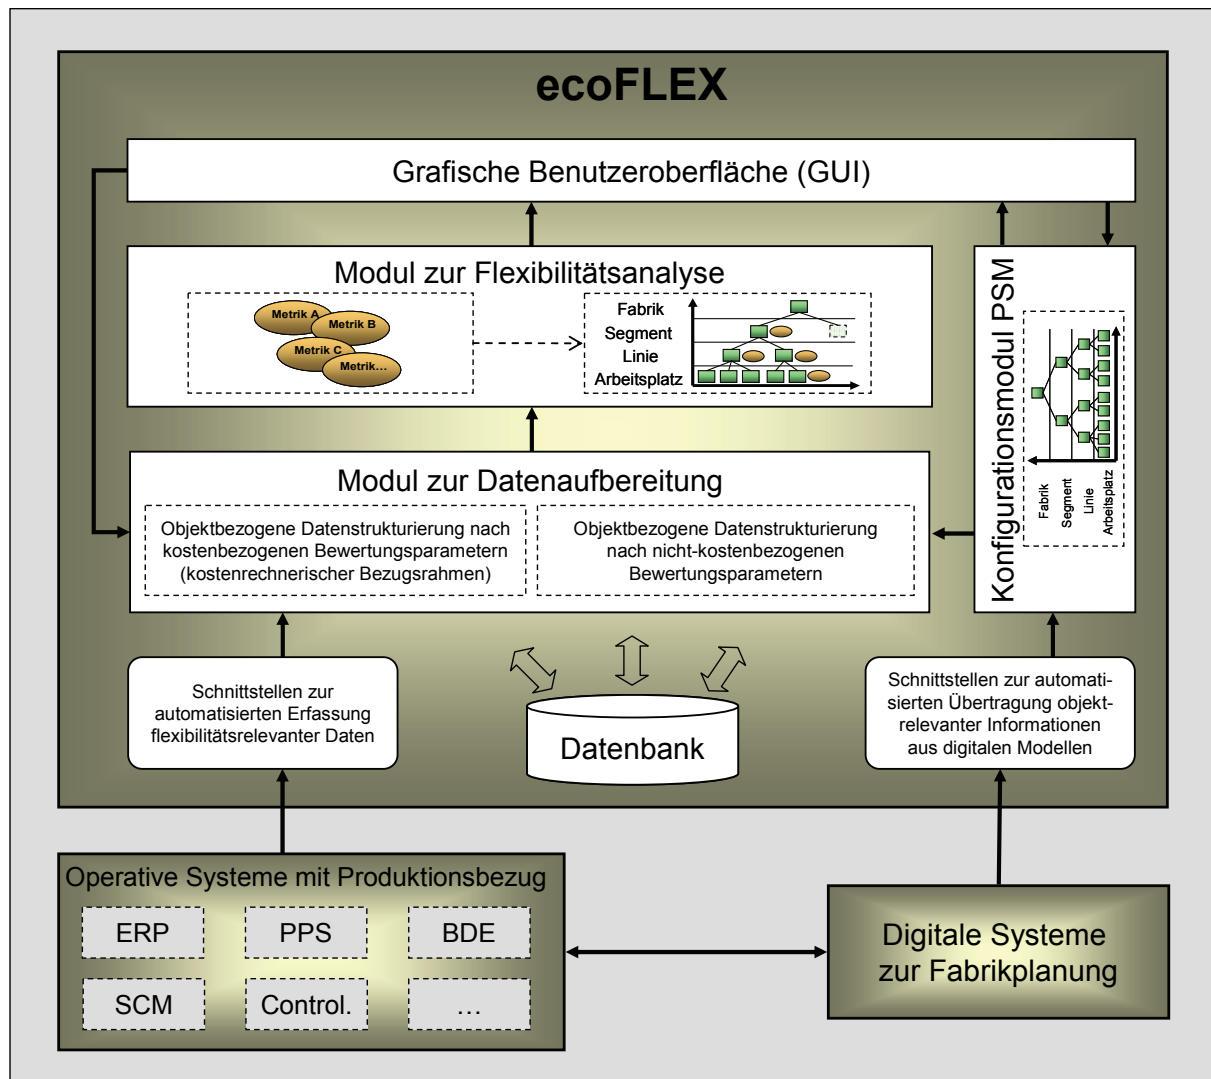 ecoFLEX
Grafische Benutzeroberfläche (GUI)
Modul zur Flexibilitätsanalyse
Metrik A
Metrik B
Metrik C
Metrik…
Fabrik
Segment
Linie
Arbeitsplatz
Konfigurationsmodul PSM
Fabrik
Segment
Linie
Arbeitsplatz
Modul zur Datenaufbereitung
Objektbezogene Datenstrukturierung nach
kostenbezogenen Bewertungsparametern
(kostenrechnerischer Bezugsrahmen)
Objektbezogene Datenstrukturierung
nach nicht-kostenbezogenen
Bewertungsparametern
Schnittstellen zur
automatisierten Erfassung
flexibilitätsrelevanter Daten
Datenbank
Schnittstellen zur automati-
sierten Übertragung objekt-
relevanter Informationen
aus digitalen Modellen
Operative Systeme mit Produktionsbezug
ERP
PPS
BDE
SCM
Control.
…
Digitale Systeme
zur Fabrikplanung